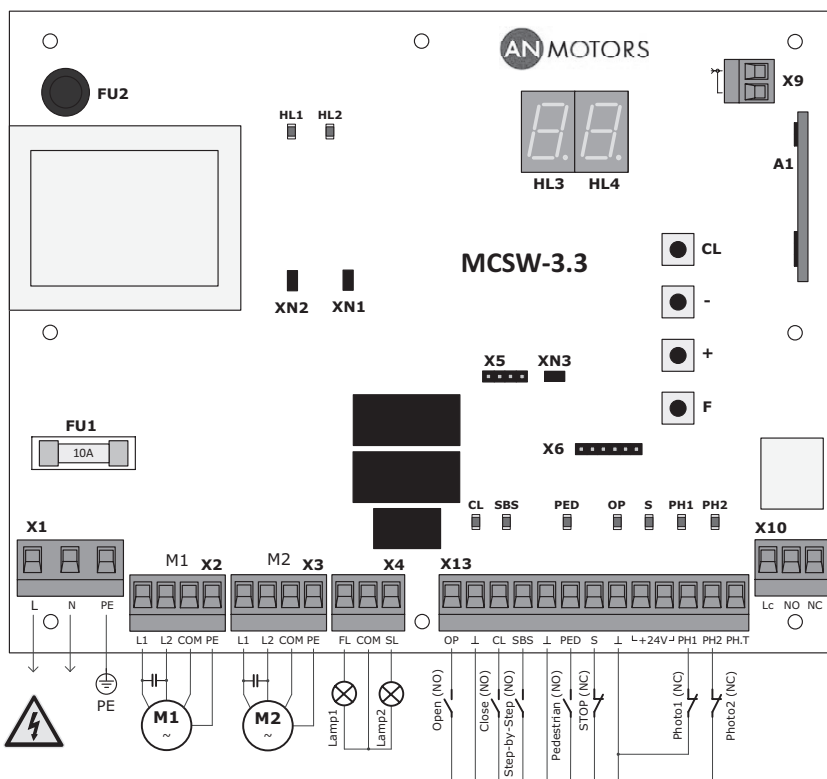 AN MOTORS
FU2
X9
HL1 HL2
A1
HL3 HL4
MCSW-3.3
CL
-
+
F
XN2 XN1
X5 XN3
X6
FU1
10A
CL SBS PED OP S PH1 PH2
X1
M1 X2
M2 X3
X4
X13
X10
L N PE
L1 L2 COM PE
L1 L2 COM PE
FL COM SL
OP ⊥ CL SBS ⊥ PED S ⊥ +24V PH1 PH2 PH.T
Lc NO NC
PE
M1
~
M2
~
Lamp1
Lamp2
Open (NO)
Close (NO)
Step-by-Step (NO)
Pedestrian (NO)
STOP (NC)
Photo1 (NC)
Photo2 (NC)